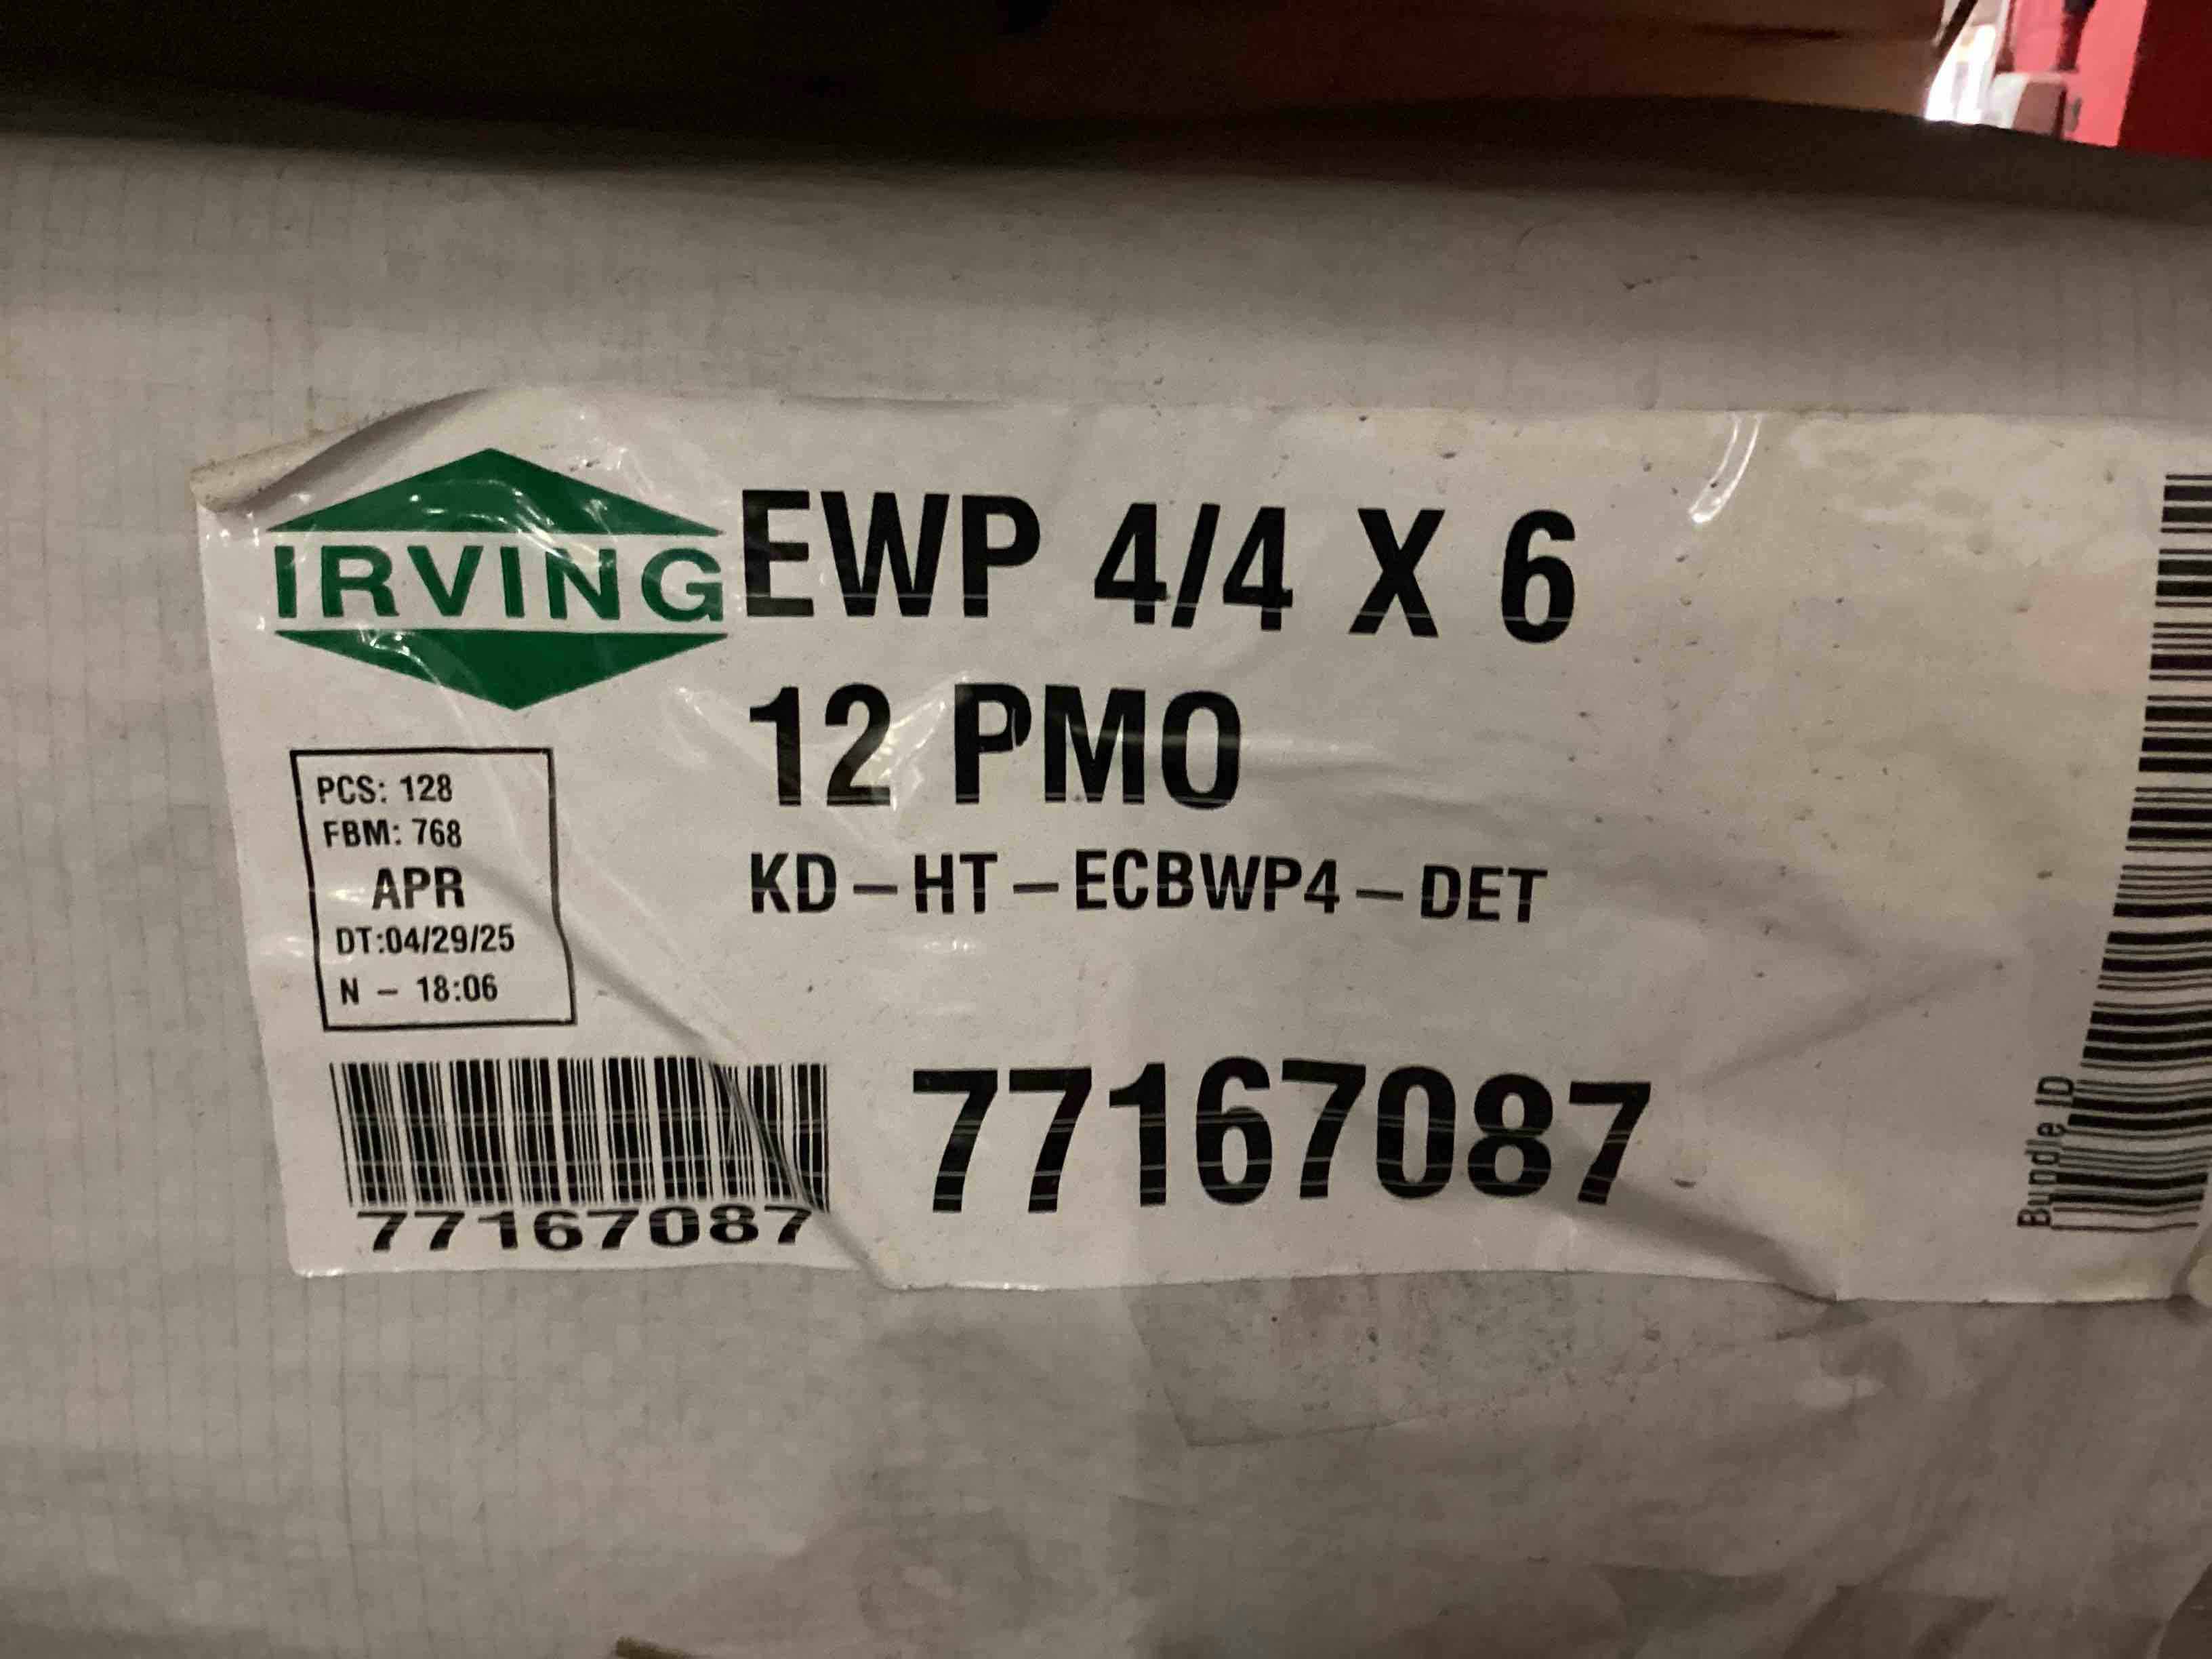 IRVING
EWP 4/4 X 6
12 PMO
KD-HT-ECBWP4-DET
PCS: 128
FBM: 768
APR
DT:04/29/25
N - 18:06
77167087
77167087
Bundle ID